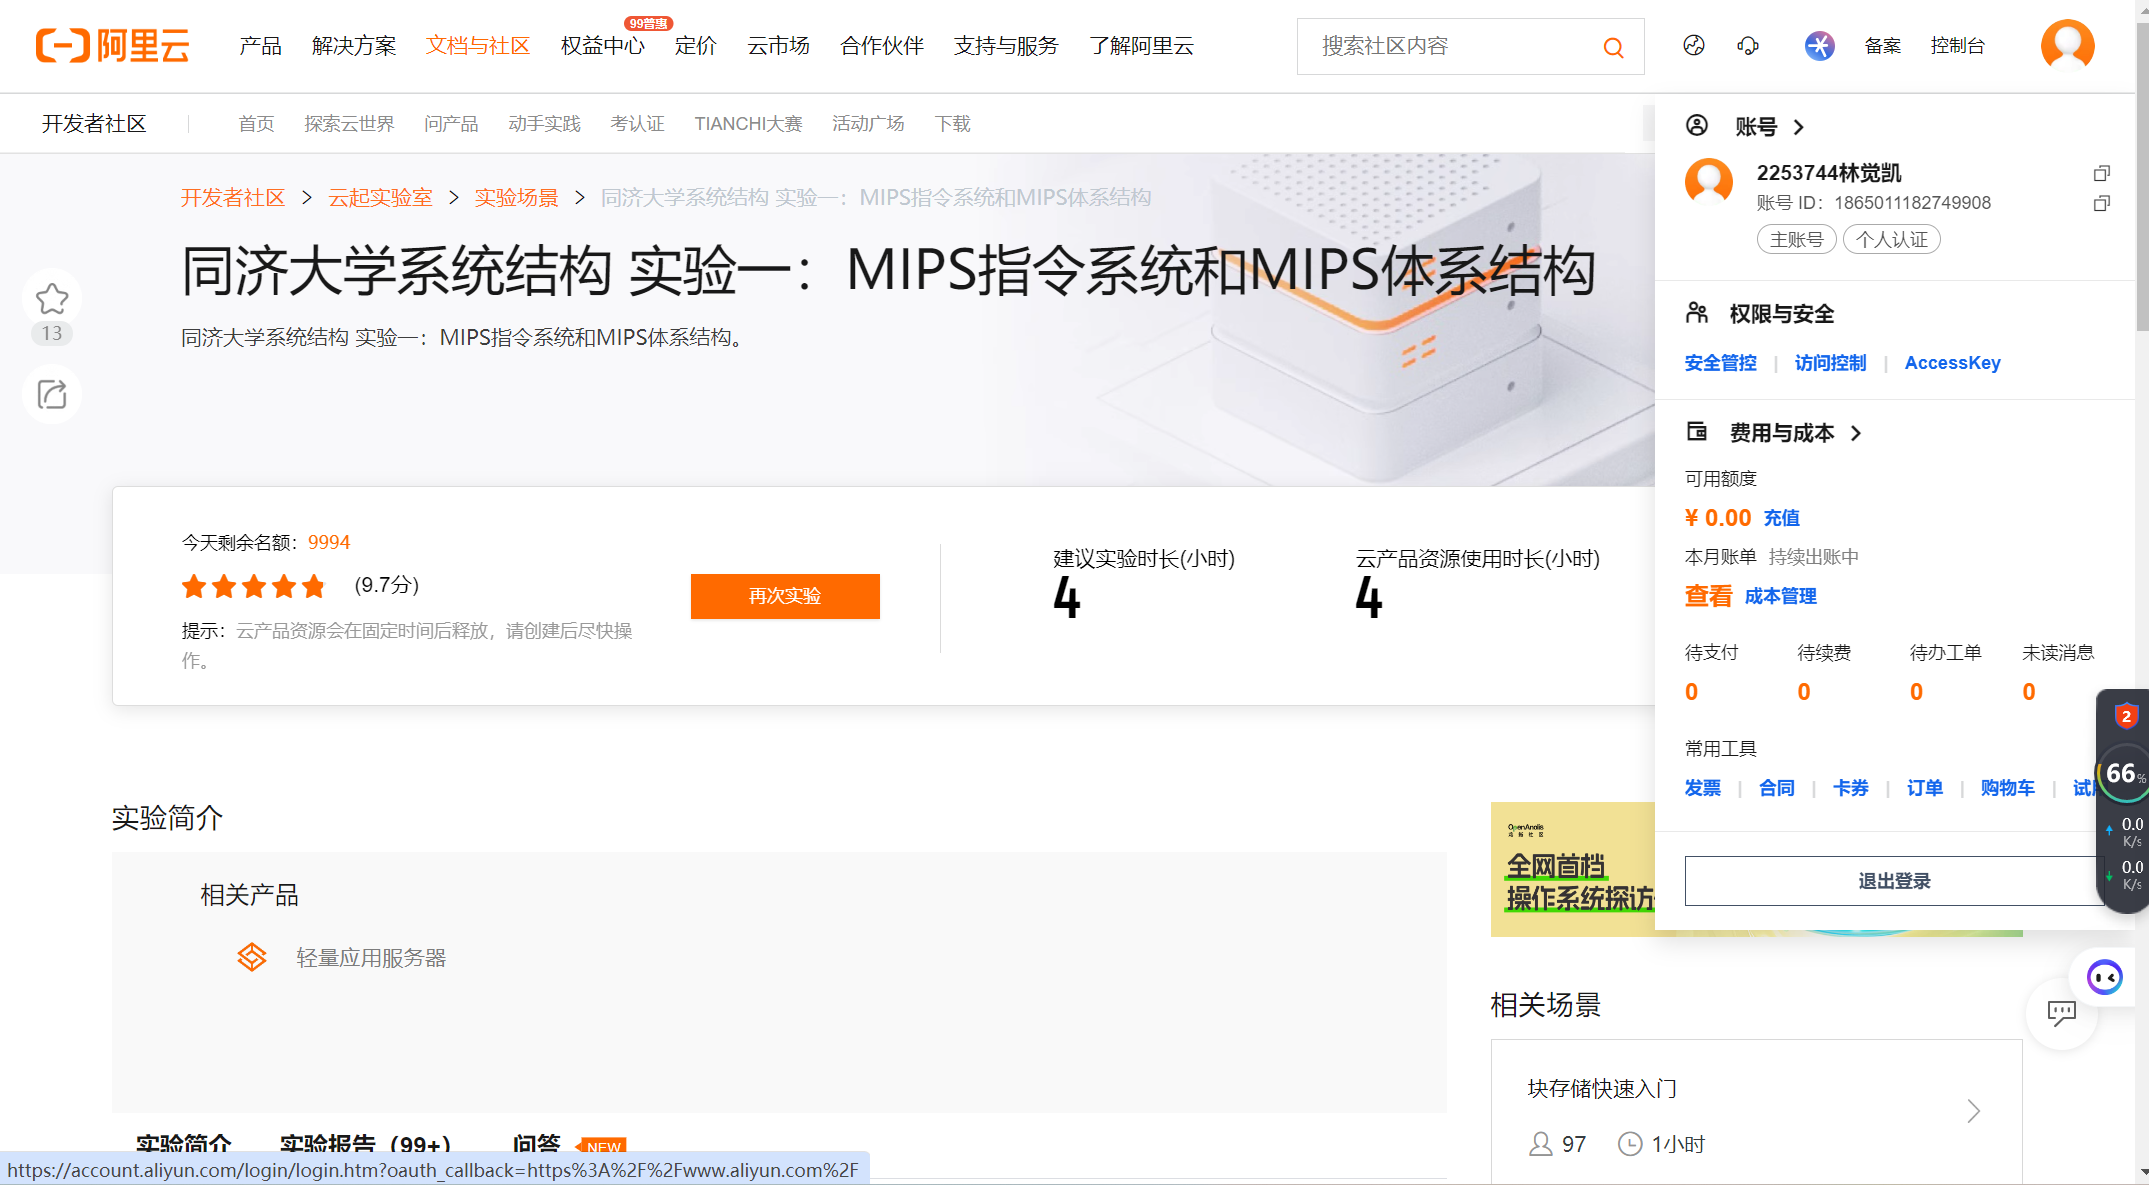 阿里云
产品 解决方案 文档与社区 权益中心 99普惠 定价 云市场 合作伙伴 支持与服务 了解阿里云
搜索社区内容
备案 控制台
开发者社区 首页 探索云世界 问产品 动手实践 考认证 TIANCHI大赛 活动广场 下载
开发者社区 > 云起实验室 > 实验场景 > 同济大学系统结构 实验一：MIPS指令系统和MIPS体系结构
同济大学系统结构 实验一：MIPS指令系统和MIPS体系结构
同济大学系统结构 实验一：MIPS指令系统和MIPS体系结构。
13
今天剩余名额：9994
(9.7分)
提示：云产品资源会在固定时间后释放，请创建后尽快操
作。
再次实验
建议实验时长(小时)
4
云产品资源使用时长(小时)
4
账号 >
2253744林觉凯
账号 ID：1865011182749908
主账号 个人认证
权限与安全
安全管控 | 访问控制 | AccessKey
费用与成本 >
可用额度
¥ 0.00 充值
本月账单 持续出账中
查看 成本管理
待支付 待续费 待办工单 未读消息
0 0 0 0
常用工具
发票 | 合同 | 卡券 | 订单 | 购物车 |
退出登录
2
66%
0.0
K/s
0.0
K/s
实验简介
相关产品
轻量应用服务器
OpenAnolis
龙蜥社区
全网首档
操作系统探访
相关场景
块存储快速入门
97 1小时
实验简介 实验报告（99+） 问答 NEW
https://account.aliyun.com/login/login.htm?oauth_callback=https%3A%2F%2Fwww.aliyun.com%2F